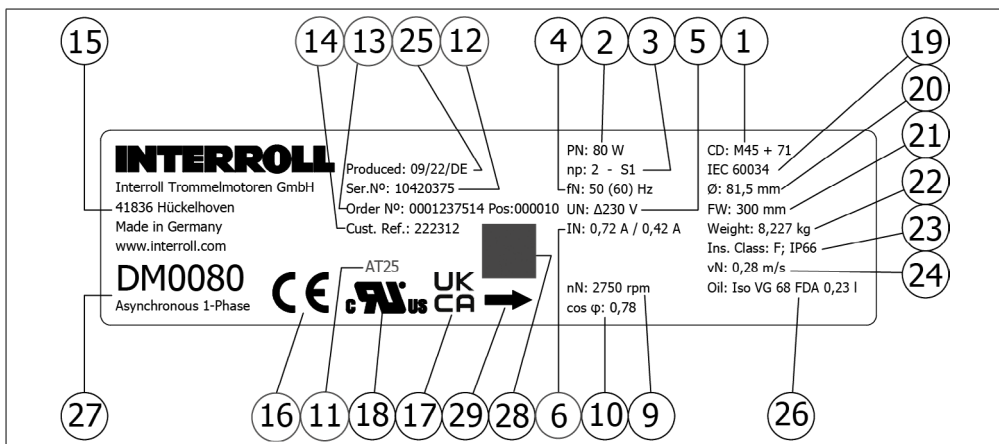 15 14 13 25 12 4 2 3 5 1 19
20
21
22
23
24
INTERROLL
Interroll Trommelmotoren GmbH
41836 Hückelhoven
Made in Germany
www.interroll.com
DM0080
Asynchronous 1-Phase
Produced: 09/22/DE
Ser.Nº: 10420375
Order Nº: 0001237514 Pos:000010
Cust. Ref.: 222312
AT25
CE
c RU us
UK
CA
PN: 80 W
np: 2 - S1
fN: 50 (60) Hz
UN: Δ230 V
IN: 0,72 A / 0,42 A
nN: 2750 rpm
cos φ: 0,78
CD: M45 + 71
IEC 60034
Ø: 81,5 mm
FW: 300 mm
Weight: 8,227 kg
Ins. Class: F; IP66
vN: 0,28 m/s
Oil: Iso VG 68 FDA 0,23 l
27 16 11 18 17 29 28 6 10 9 26